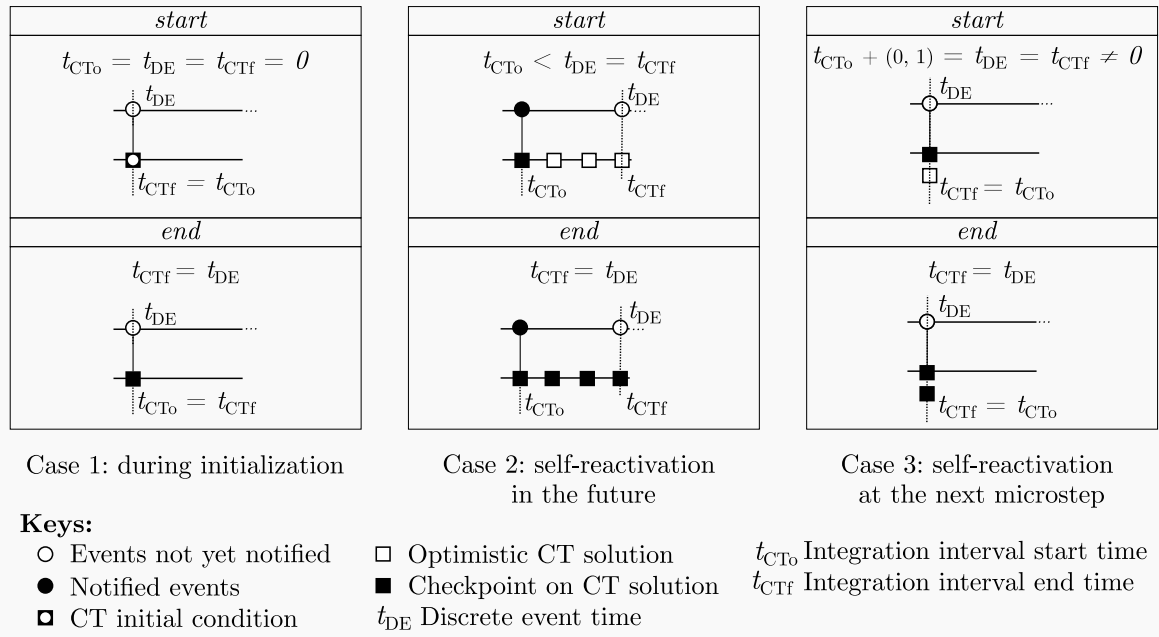 start
t_CTo = t_DE = t_CTf = 0
t_DE
...
t_CTf = t_CTo
end
t_CTf = t_DE
t_DE
...
t_CTo = t_CTf
Case 1: during initialization
start
t_CTo < t_DE = t_CTf
t_DE
...
t_CTo
t_CTf
end
t_CTf = t_DE
t_DE
...
t_CTo
t_CTf
Case 2: self-reactivation
in the future
start
t_CTo + (0, 1) = t_DE = t_CTf ≠ 0
t_DE
...
t_CTf = t_CTo
end
t_CTf = t_DE
t_DE
...
t_CTf = t_CTo
Case 3: self-reactivation
at the next microstep
Keys:
Events not yet notified
Notified events
CT initial condition
Optimistic CT solution
Checkpoint on CT solution
t_DE Discrete event time
t_CTo Integration interval start time
t_CTf Integration interval end time